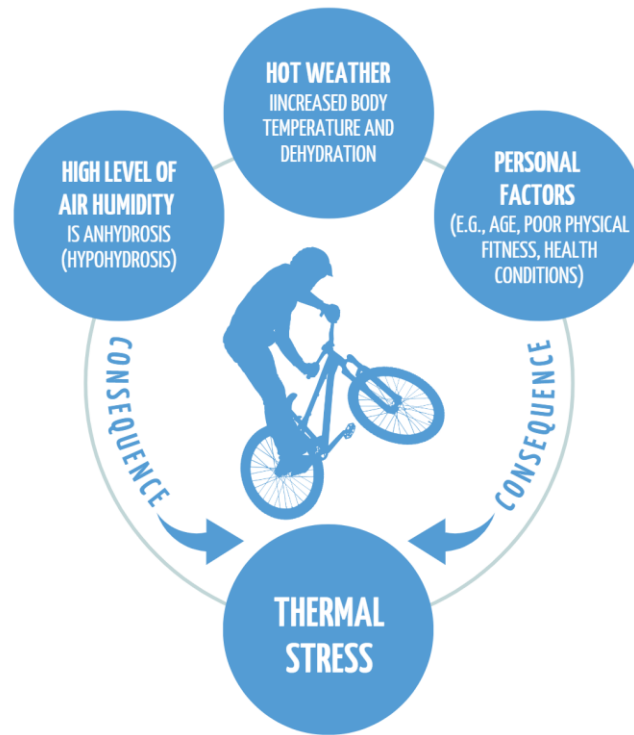 HOT WEATHER
IINCREASED BODY
TEMPERATURE AND
DEHYDRATION
HIGH LEVEL OF
AIR HUMIDITY
IS ANHYDROSIS
(HYPOHYDROSIS)
PERSONAL
FACTORS
(E.G., AGE, POOR PHYSICAL
FITNESS, HEALTH
CONDITIONS)
CONSEQUENCE
CONSEQUENCE
THERMAL
STRESS